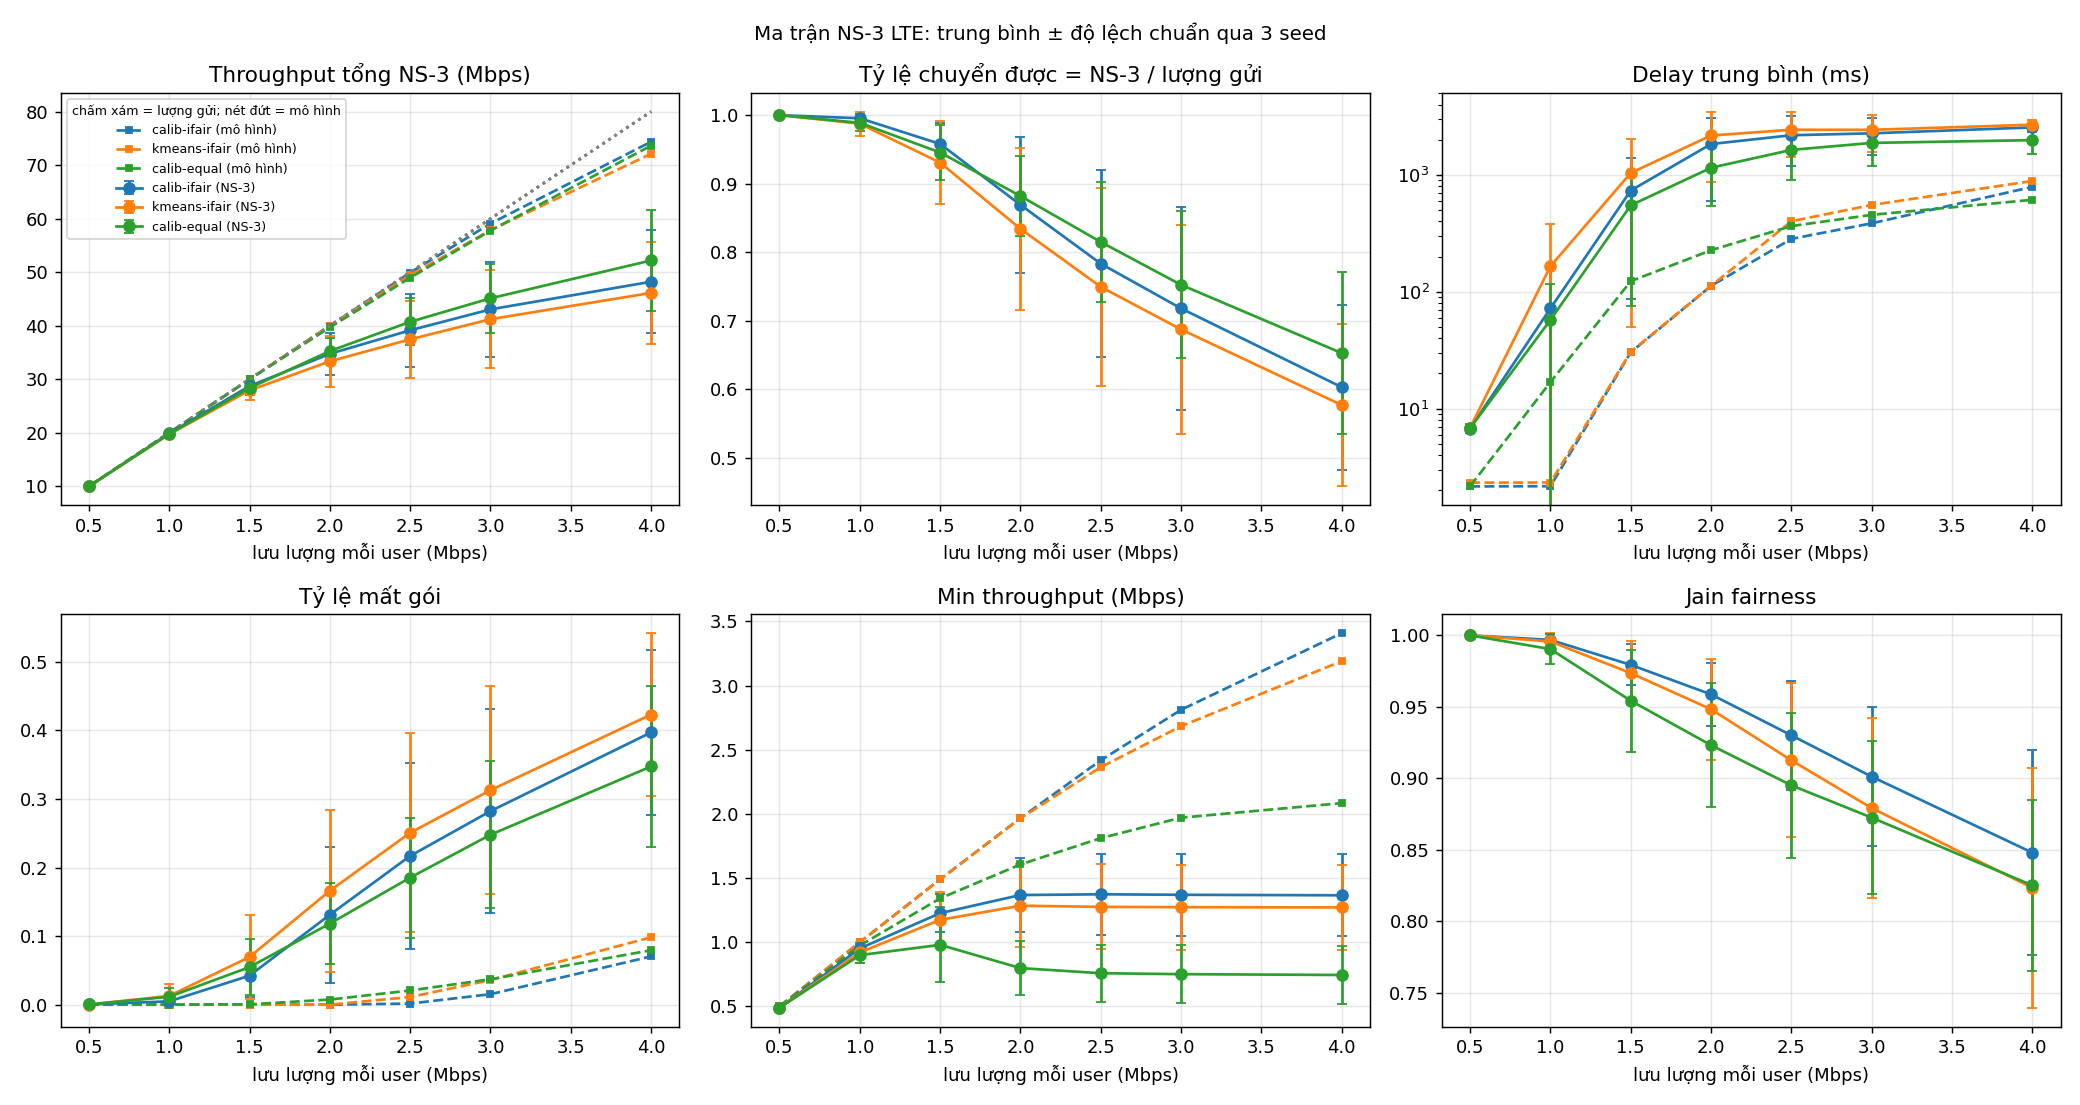 Ma trận NS-3 LTE: trung bình ± độ lệch chuẩn qua 3 seed
Throughput tổng NS-3 (Mbps)
80
70
60
50
40
30
20
10
chấm xám = lượng gửi; nét đứt = mô hình
calib-ifair (mô hình)
kmeans-ifair (mô hình)
calib-equal (mô hình)
calib-ifair (NS-3)
kmeans-ifair (NS-3)
calib-equal (NS-3)
0.5 1.0 1.5 2.0 2.5 3.0 3.5 4.0
lưu lượng mỗi user (Mbps)
Tỷ lệ chuyển được = NS-3 / lượng gửi
1.0
0.9
0.8
0.7
0.6
0.5
0.5 1.0 1.5 2.0 2.5 3.0 3.5 4.0
lưu lượng mỗi user (Mbps)
Delay trung bình (ms)
10³
10²
10¹
0.5 1.0 1.5 2.0 2.5 3.0 3.5 4.0
lưu lượng mỗi user (Mbps)
Tỷ lệ mất gói
0.5
0.4
0.3
0.2
0.1
0.0
0.5 1.0 1.5 2.0 2.5 3.0 3.5 4.0
lưu lượng mỗi user (Mbps)
Min throughput (Mbps)
3.5
3.0
2.5
2.0
1.5
1.0
0.5
0.5 1.0 1.5 2.0 2.5 3.0 3.5 4.0
lưu lượng mỗi user (Mbps)
Jain fairness
1.00
0.95
0.90
0.85
0.80
0.75
0.5 1.0 1.5 2.0 2.5 3.0 3.5 4.0
lưu lượng mỗi user (Mbps)